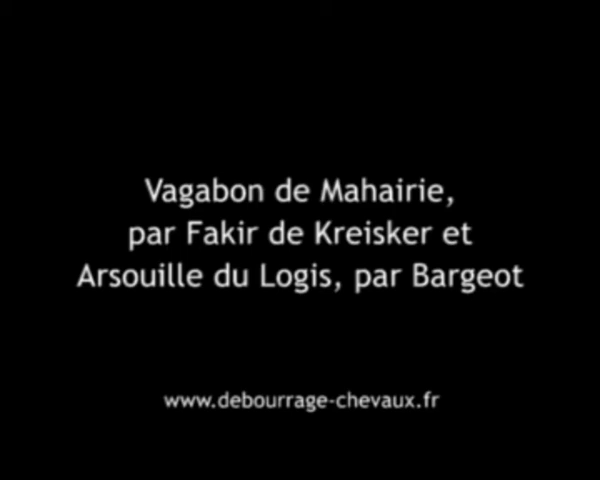 Vagabon de Mahairie,
par Fakir de Kreisker et
Arsouille du Logis, par Bargeot
www.debourrage-chevaux.fr